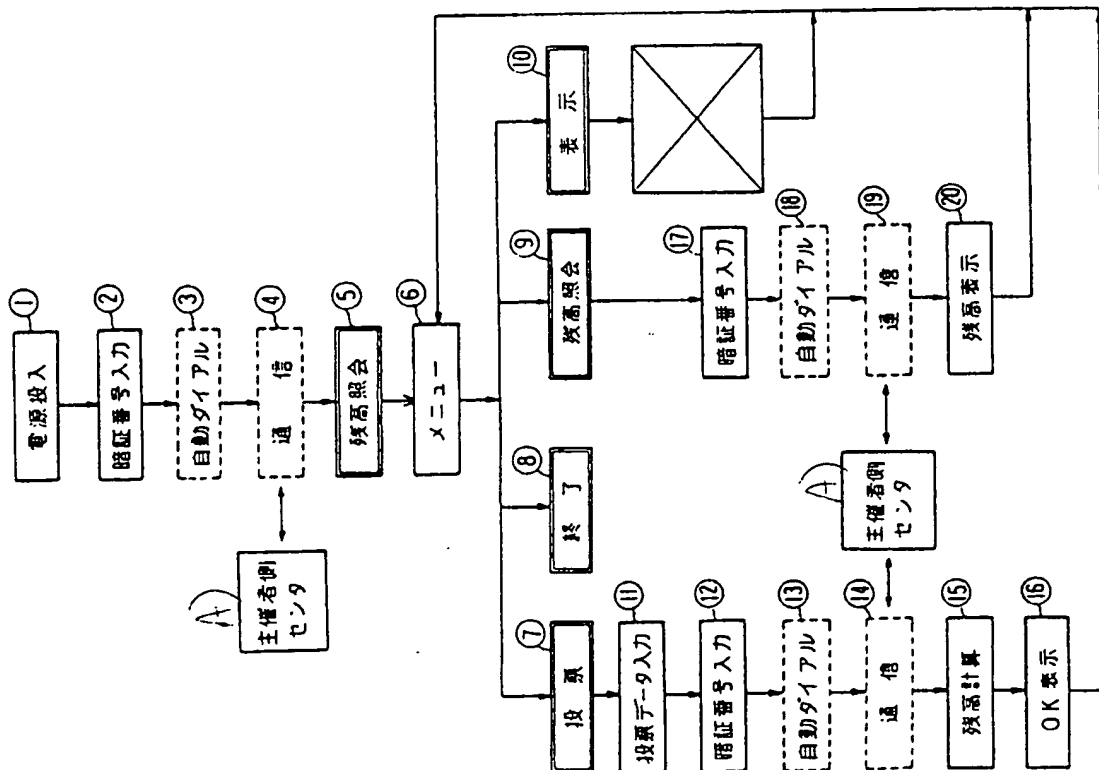 電源投入 ①
暗証番号入力 ②
自動ダイアル ③
通信 ④
A
主催者側
センタ
残高照会 ⑤
メニュー ⑥
投票 ⑦
終了 ⑧
残高照会 ⑨
表示 ⑩
投票データ入力 ⑪
暗証番号入力 ⑫
自動ダイアル ⑬
通信 ⑭
残高計算 ⑮
OK表示 ⑯
A
主催者側
センタ
暗証番号入力 ⑰
自動ダイアル ⑱
通信 ⑲
残高表示 ⑳